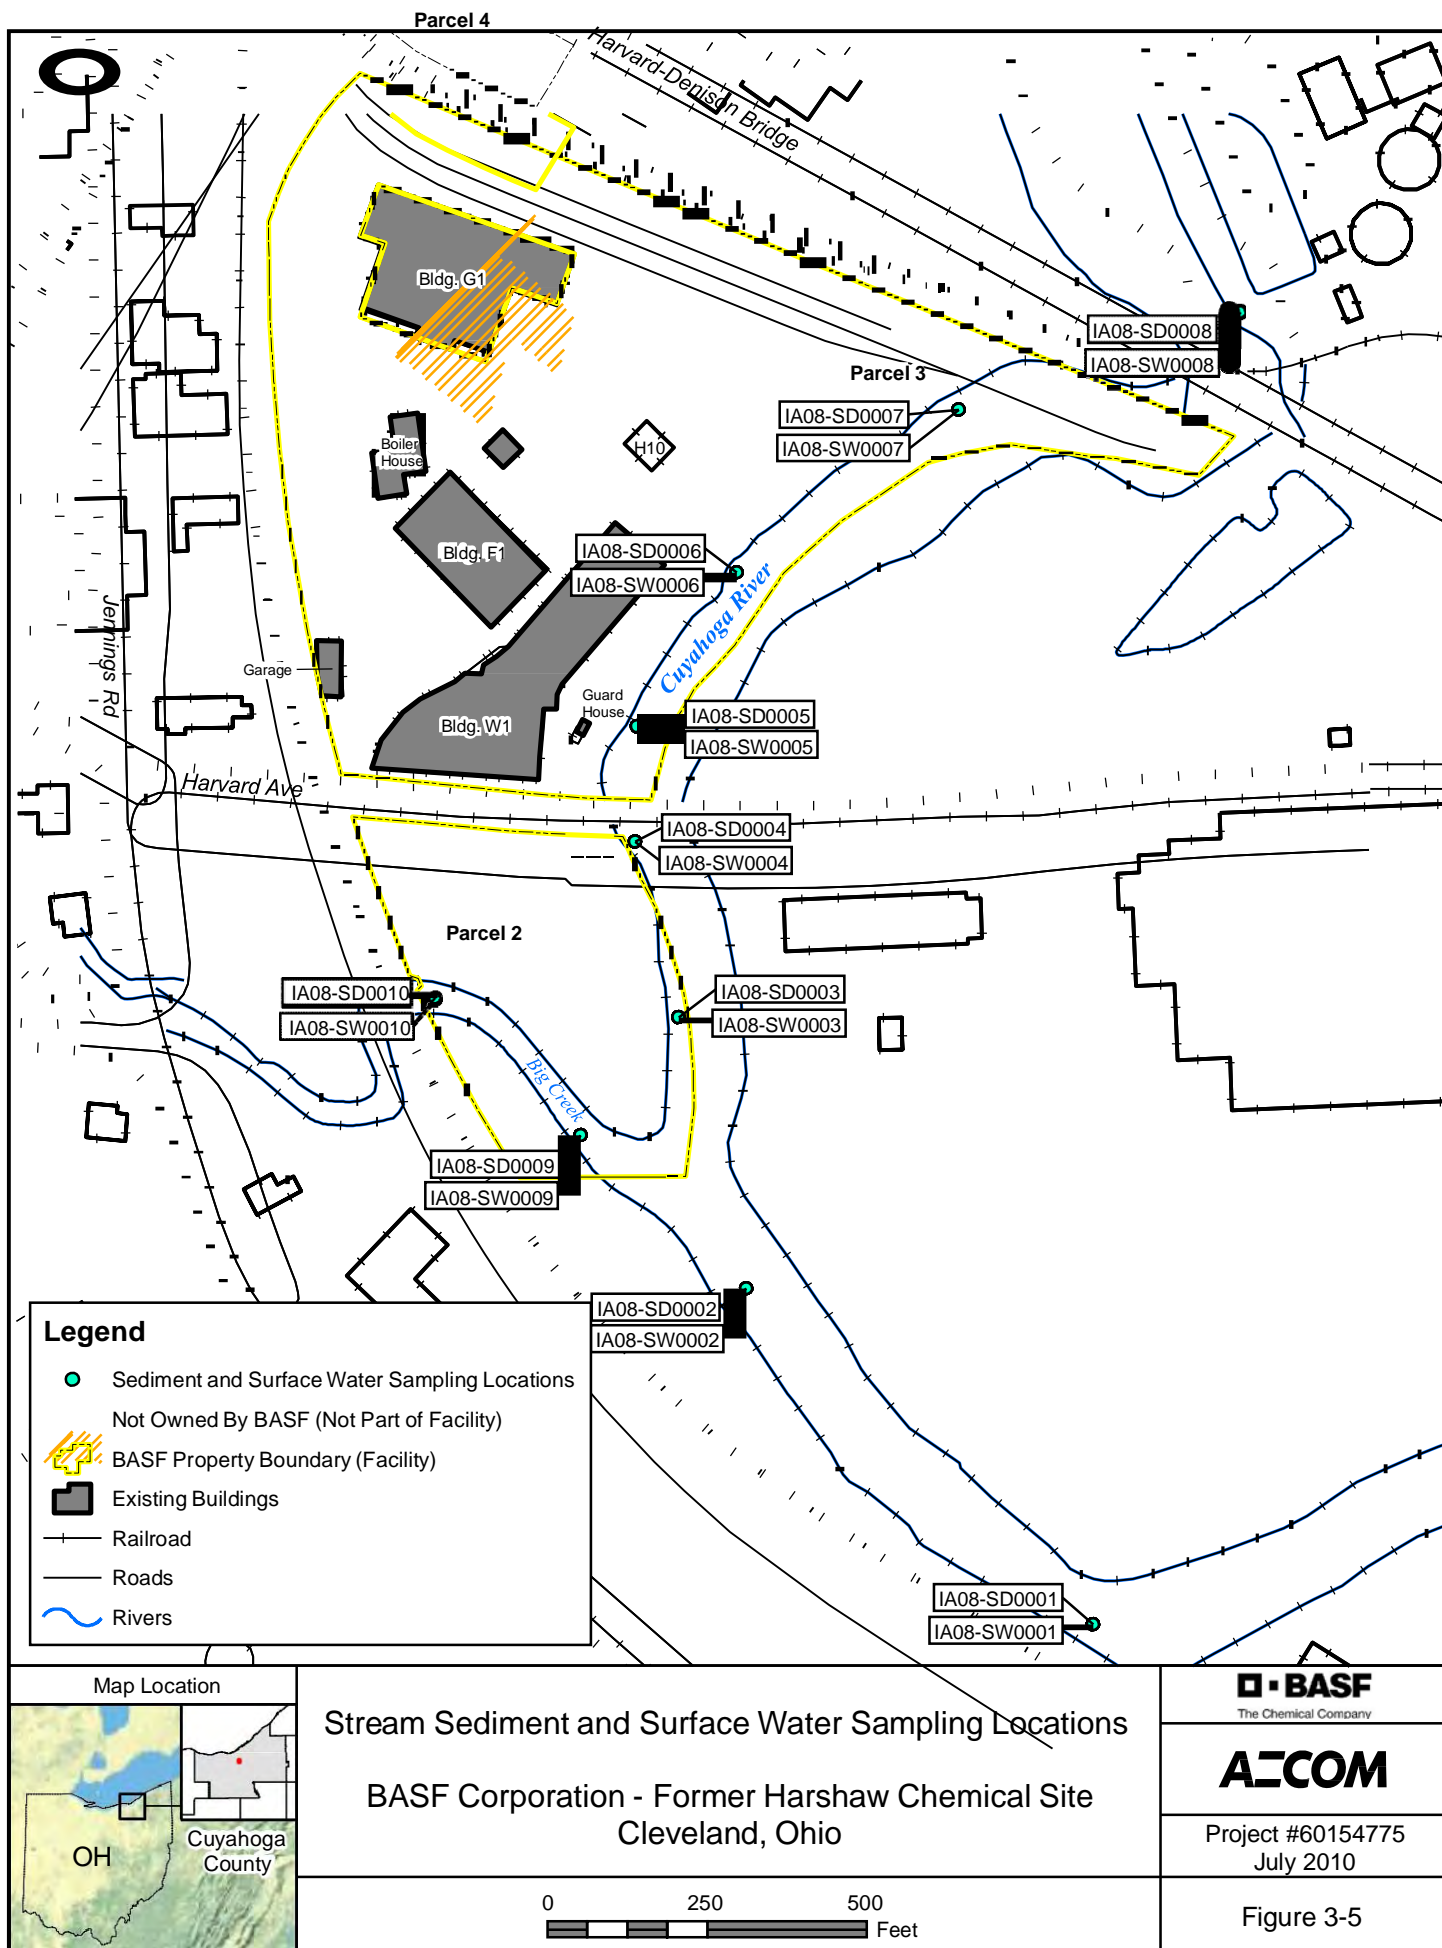 Parcel 4
Harvard-Denison Bridge
Bldg. G1
IA08-SD0008
IA08-SW0008
Parcel 3
IA08-SD0007
IA08-SW0007
Boiler
House
H10
Bldg. F1
IA08-SD0006
IA08-SW0006
Cuyahoga River
Jennings Rd
Garage
Guard
House
Bldg. W1
IA08-SD0005
IA08-SW0005
Harvard Ave
IA08-SD0004
IA08-SW0004
Parcel 2
IA08-SD0010
IA08-SW0010
IA08-SD0003
IA08-SW0003
Big Creek
IA08-SD0009
IA08-SW0009
IA08-SD0002
IA08-SW0002
IA08-SD0001
IA08-SW0001
Legend
Sediment and Surface Water Sampling Locations
Not Owned By BASF (Not Part of Facility)
BASF Property Boundary (Facility)
Existing Buildings
Railroad
Roads
Rivers
Map Location
OH
Cuyahoga
County
Stream Sediment and Surface Water Sampling Locations
BASF Corporation - Former Harshaw Chemical Site
Cleveland, Ohio
0 250 500
Feet
BASF
The Chemical Company
AECOM
Project #60154775
July 2010
Figure 3-5